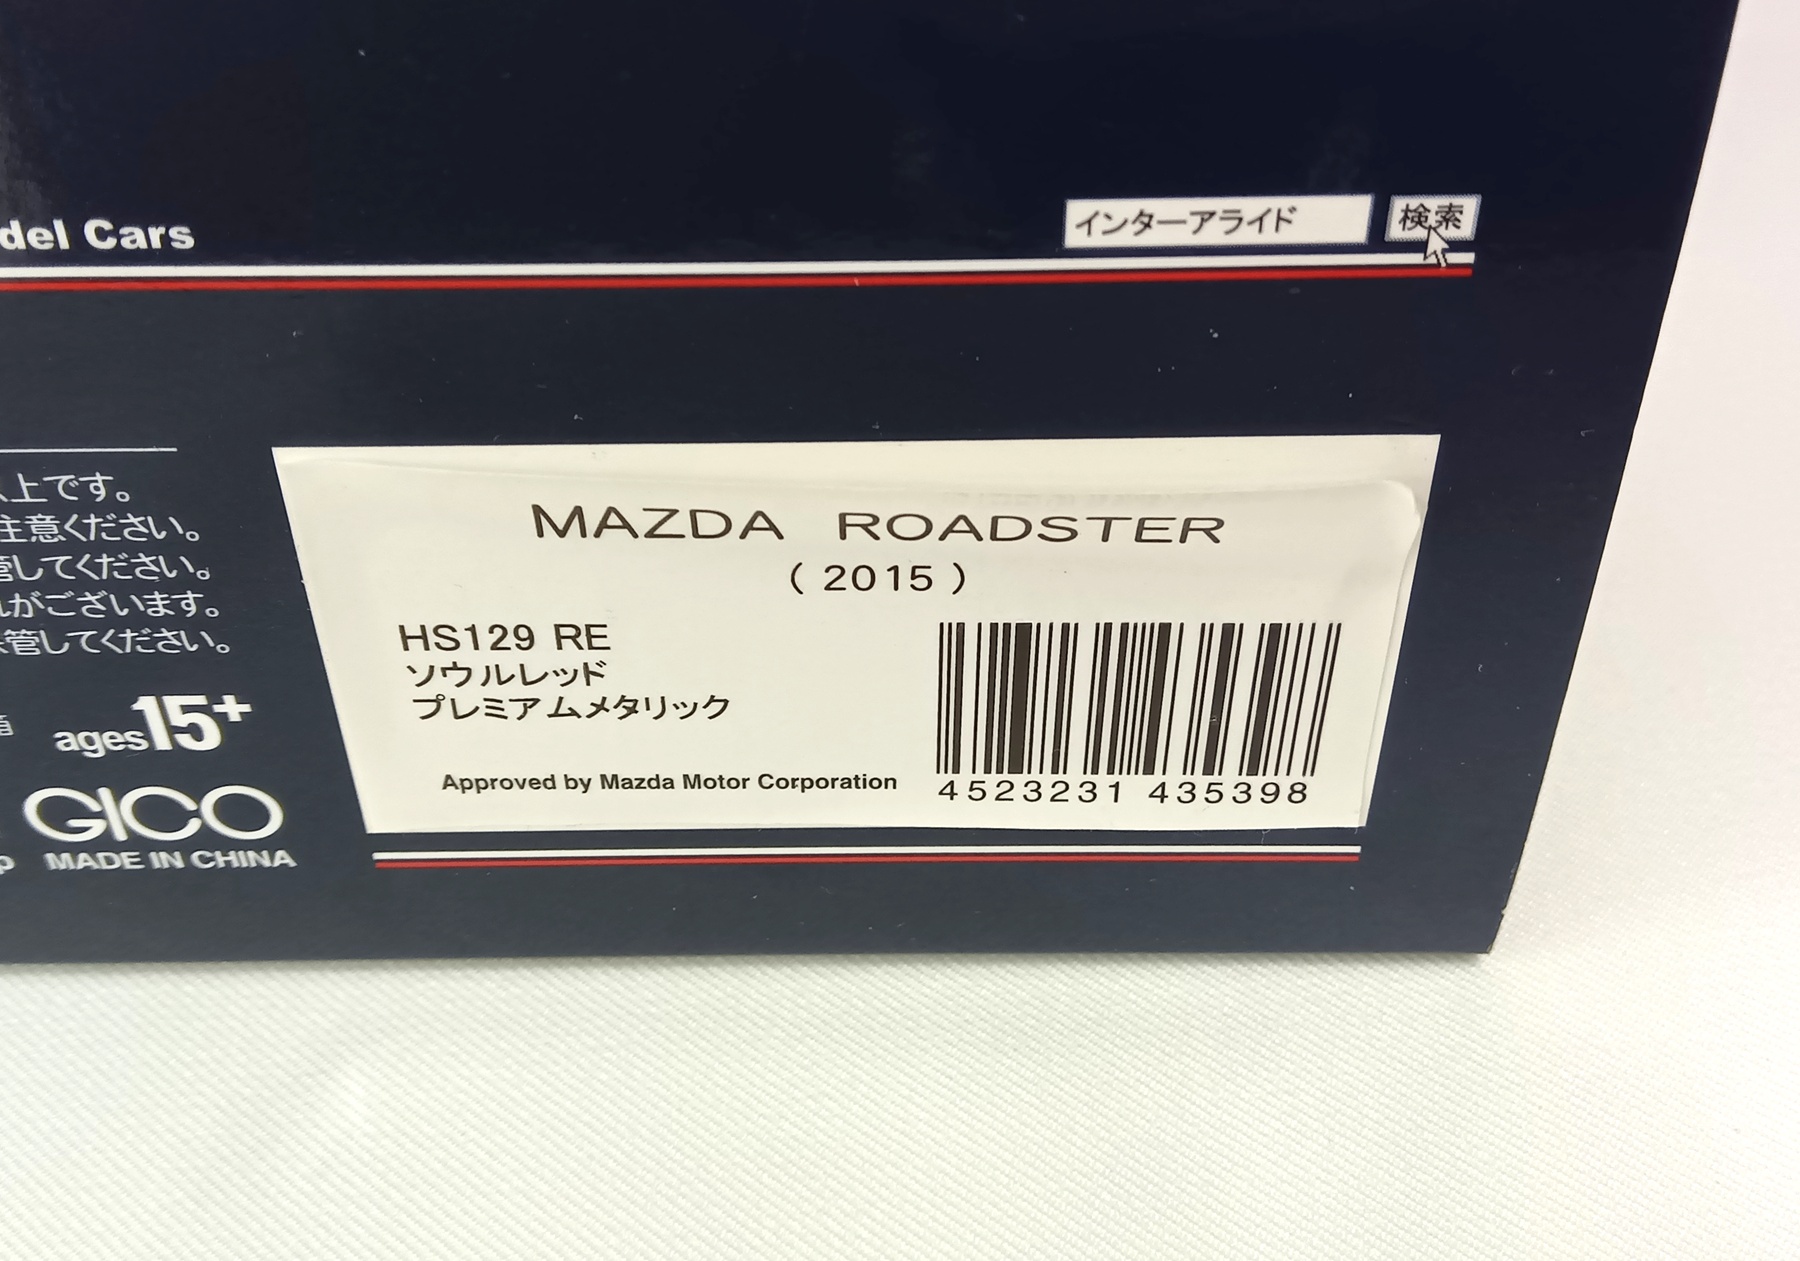 インターアライド 検索
del Cars
上です。
注意ください。
管してください。
がございます。
管してください。
ages15+
GICO
MADE IN CHINA
MAZDA ROADSTER
(2015)
HS129 RE
ソウルレッド
プレミアムメタリック
Approved by Mazda Motor Corporation
4523231 435398